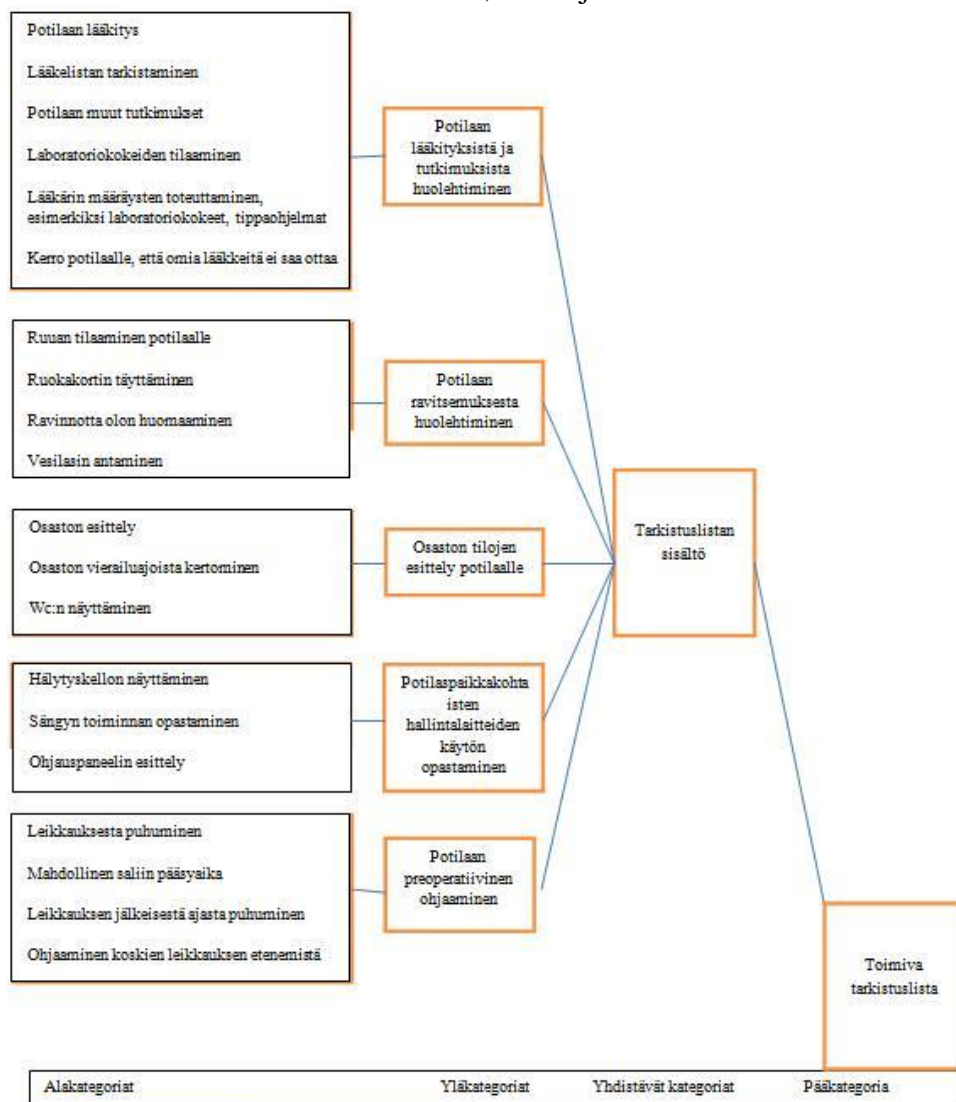 Potilaan lääkitys
Lääkelistan tarkistaminen
Potilaan muut tutkimukset
Laboratoriokokeiden tilaaminen
Lääkärin määräysten toteuttaminen,
esimerkiksi laboratoriokokeet, tippaohjelmat
Kerro potilaalle, että omia lääkkeitä ei saa ottaa
Potilaan
lääkityksistä ja
tutkimuksista
huolehtiminen
Ruuan tilaaminen potilaalle
Ruokakortin täyttäminen
Ravinnotta olon huomaaminen
Vesilasin antaminen
Potilaan
ravitsemuksesta
huolehtiminen
Osaston esittely
Osaston vierailuajoista kertominen
Wc:n näyttäminen
Osaston tilojen
esittely potilaalle
Hälytyskellon näyttäminen
Sängyn toiminnan opastaminen
Ohjauspaneelin esittely
Potilaspaikkakohta
isten
hallintalaitteiden
käytön
opastaminen
Leikkauksesta puhuminen
Mahdollinen saliin pääsyaika
Leikkauksen jälkeisestä ajasta puhuminen
Ohjaaminen koskien leikkauksen etenemistä
Potilaan
preoperatiivinen
ohjaaminen
Tarkistuslistan
sisältö
Toimiva
tarkistuslista
Alakategoriat Yläkategoriat Yhdistävät kategoriat Pääkategoria